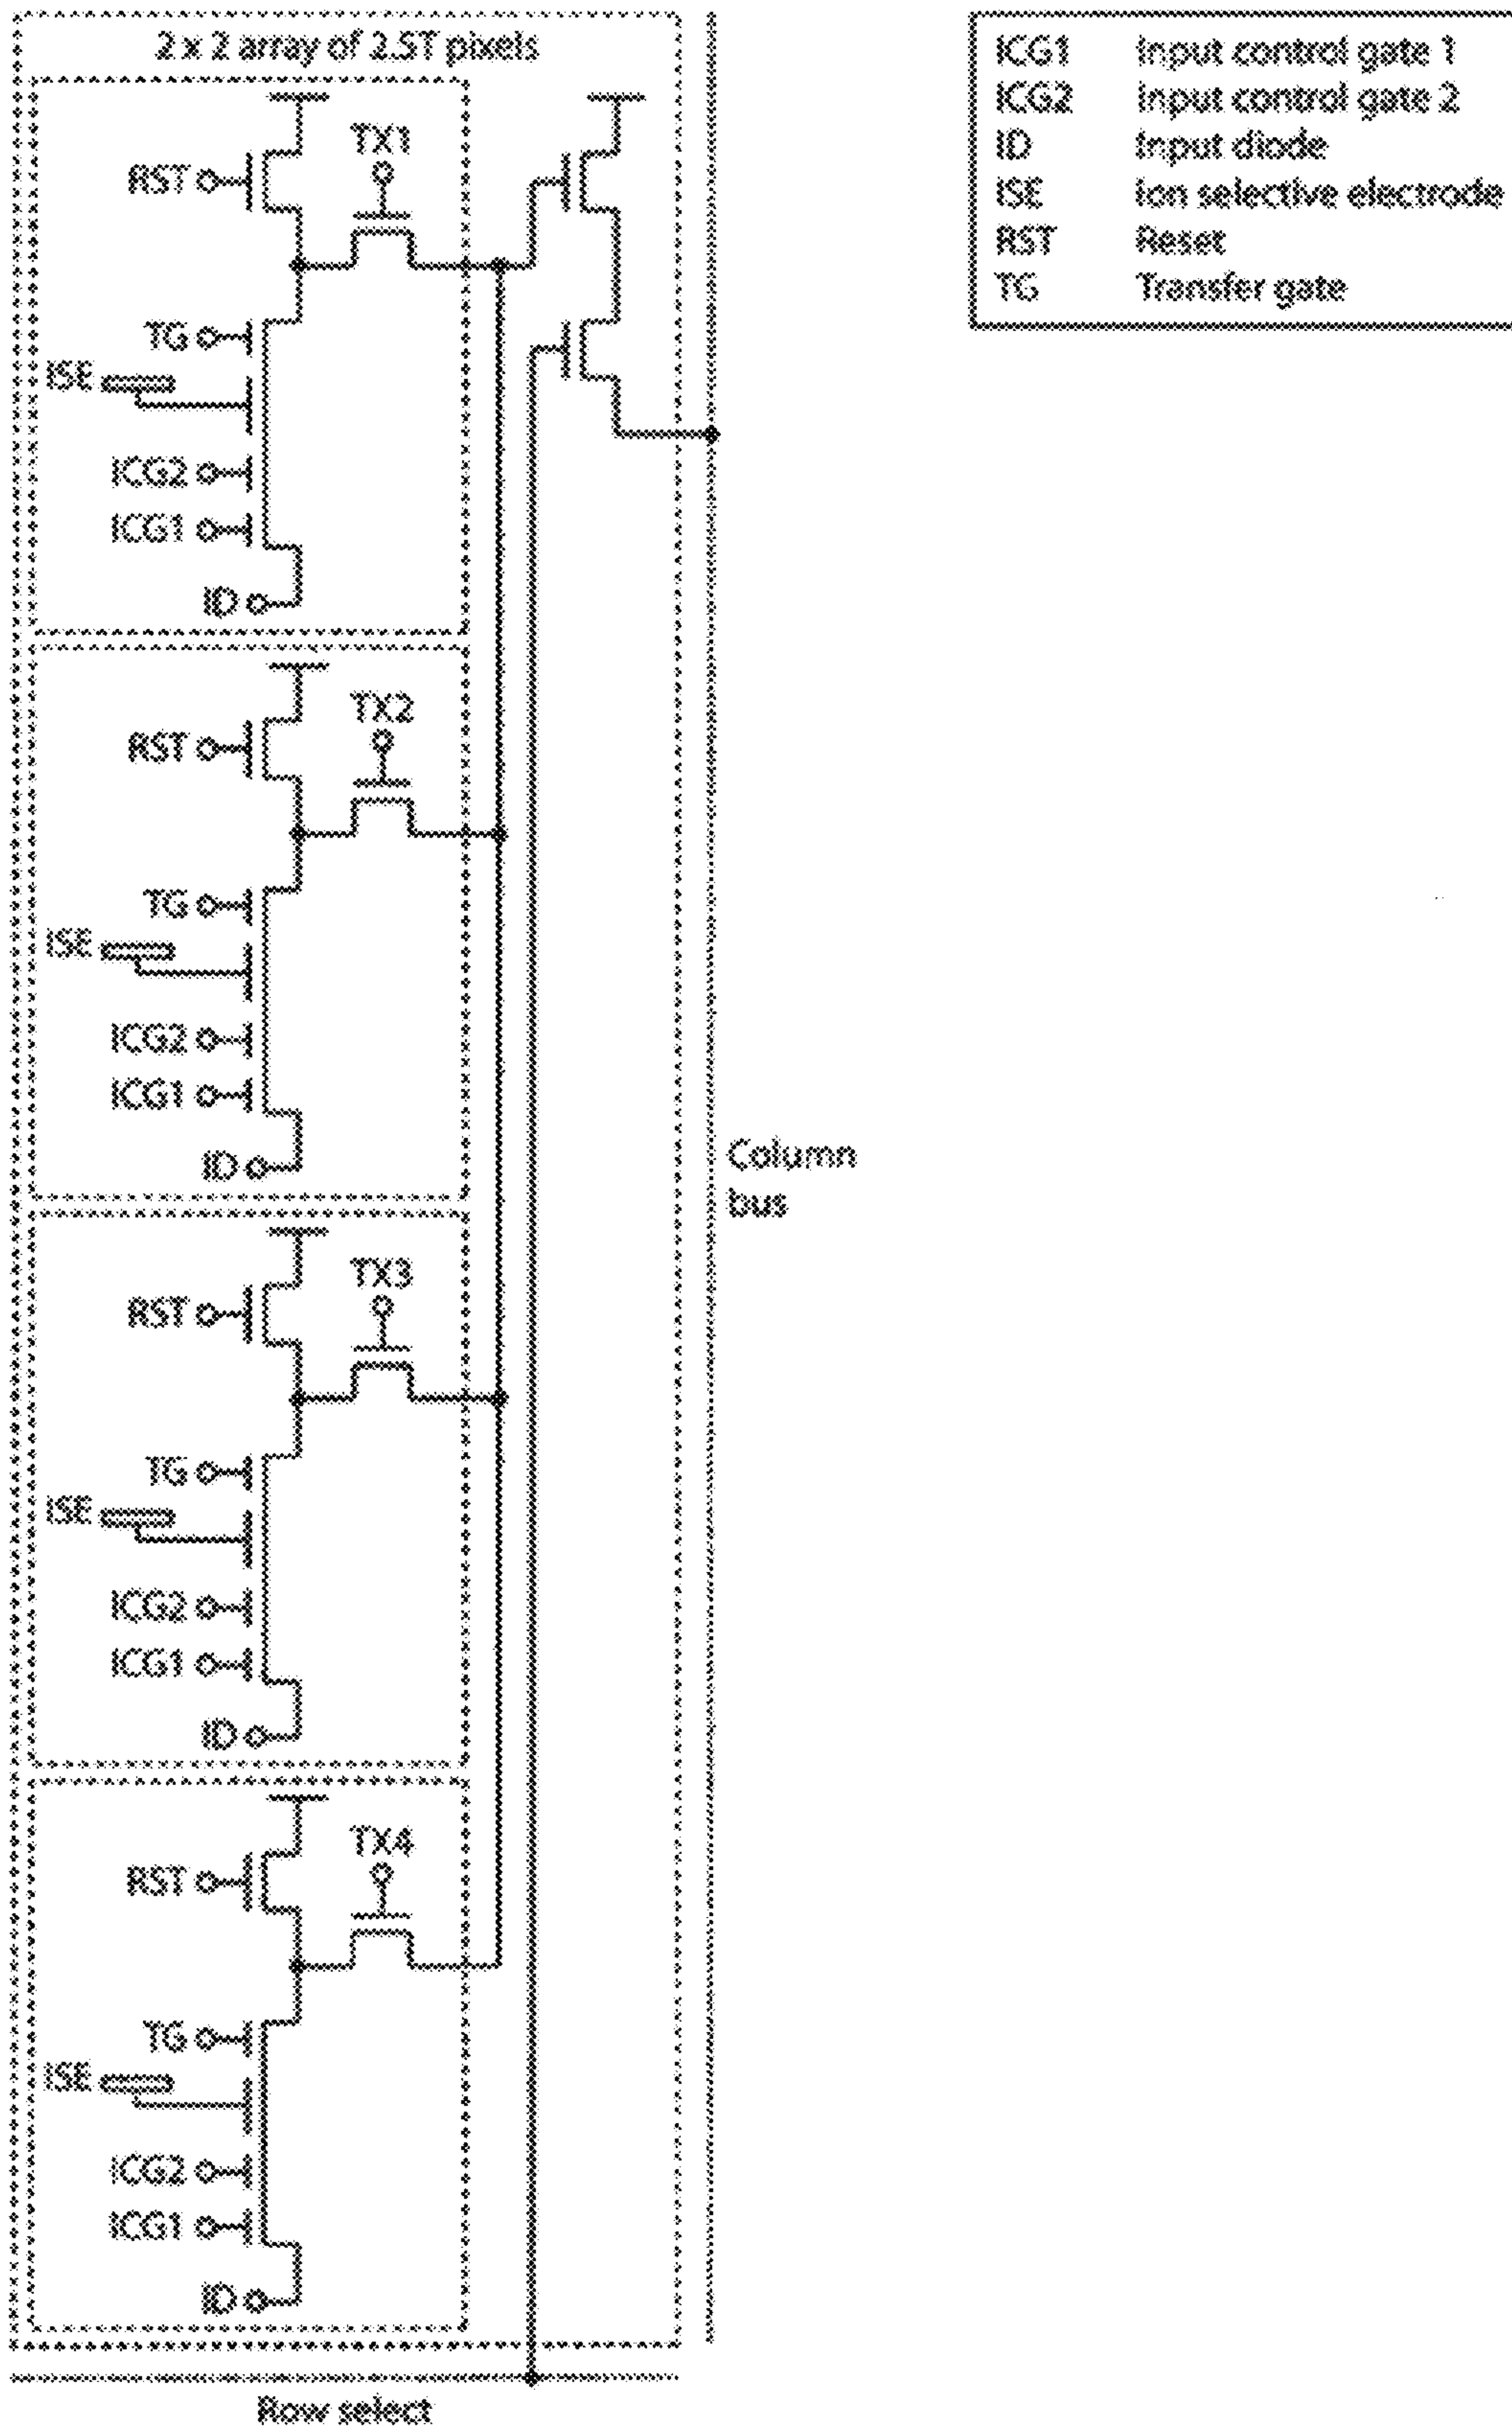 2 x 2 array of 2.5T pixels
ICG1 Input control gate 1
ICG2 Input control gate 2
ID Input diode
ISE Ion selective electrode
RST Reset
TG Transfer gate
TX1
RST
TG
ISE
ICG2
ICG1
ID
TX2
RST
TG
ISE
ICG2
ICG1
ID
Column
bus
TX3
RST
TG
ISE
ICG2
ICG1
ID
TX4
RST
TG
ISE
ICG2
ICG1
ID
Row select